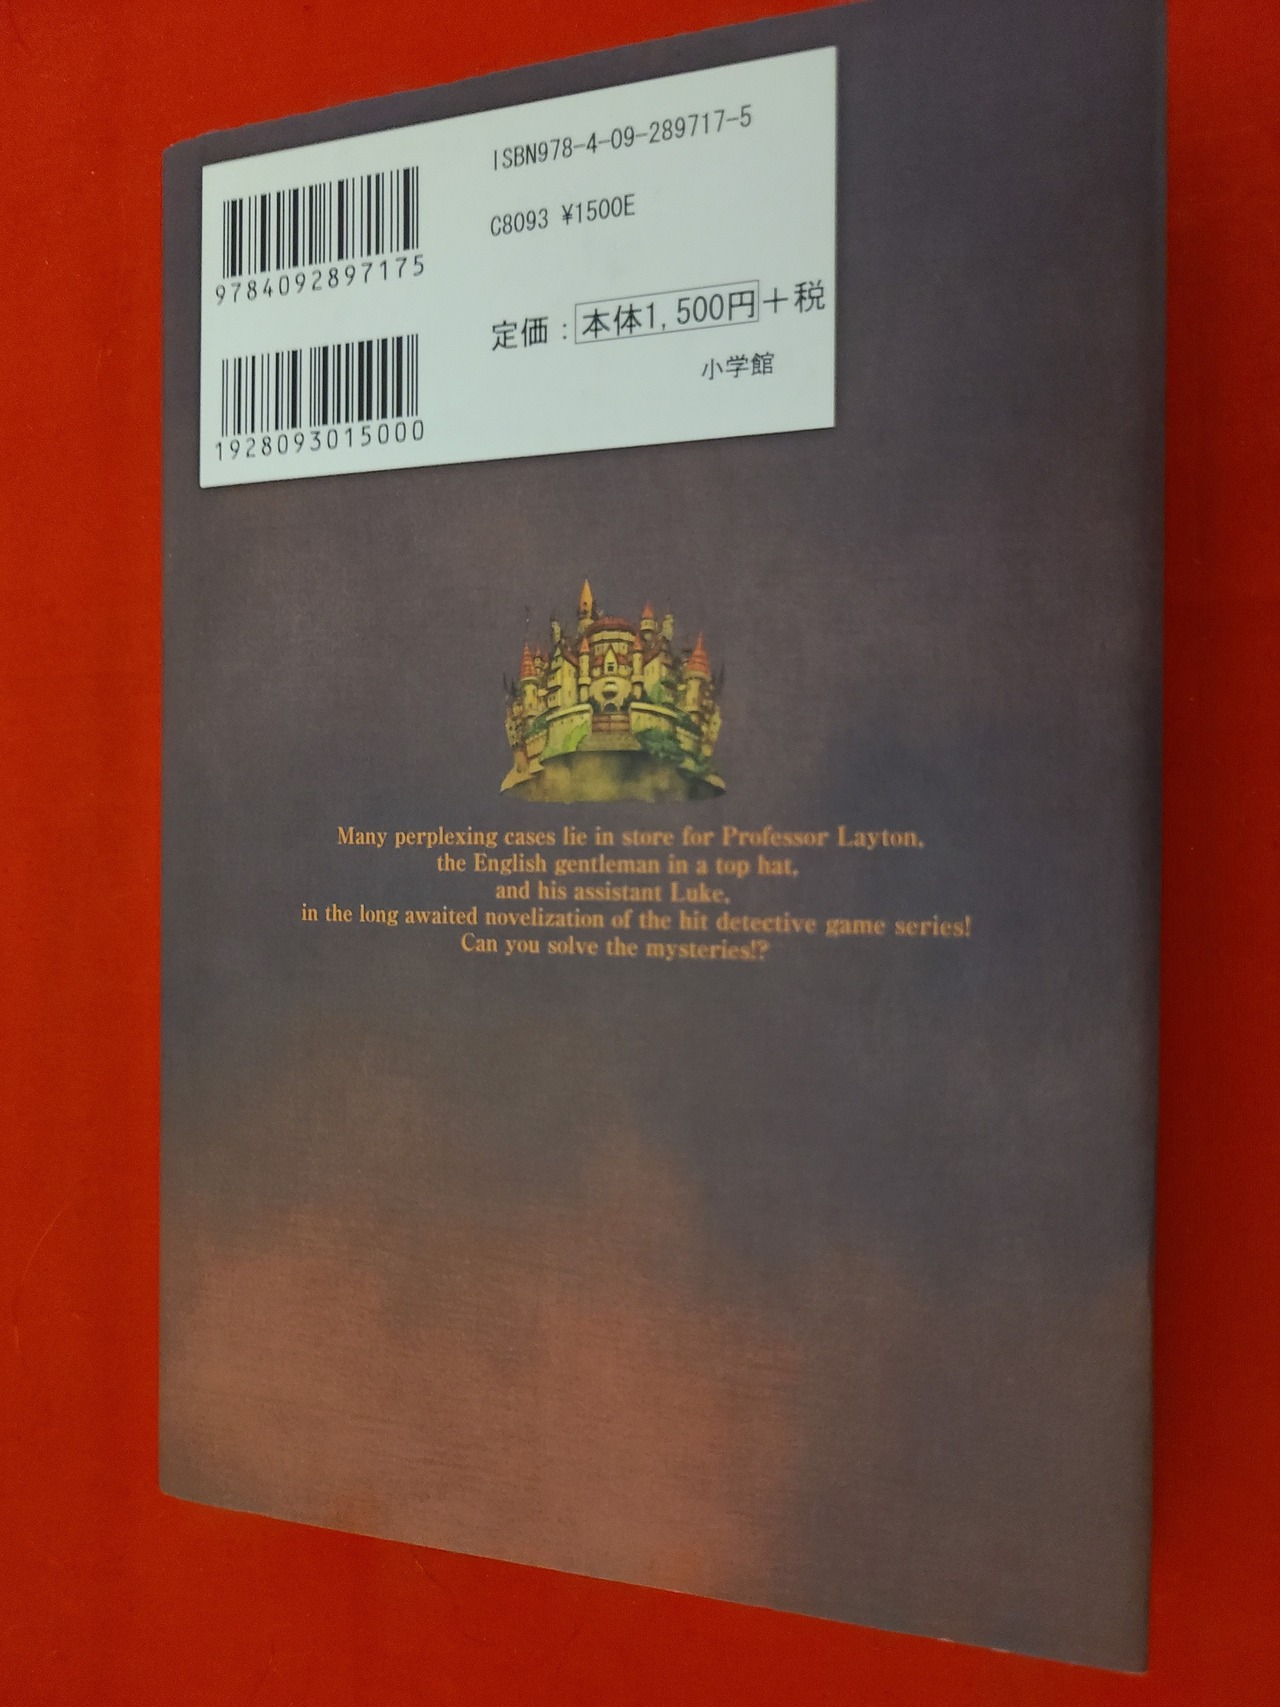 ISBN978-4-09-289717-5
9784092897175
C8093 ¥1500E
定価：本体1,500円＋税
小学館
1928093015000
Many perplexing cases lie in store for Professor Layton,
the English gentleman in a top hat,
and his assistant Luke,
in the long awaited novelization of the hit detective game series!
Can you solve the mysteries!?